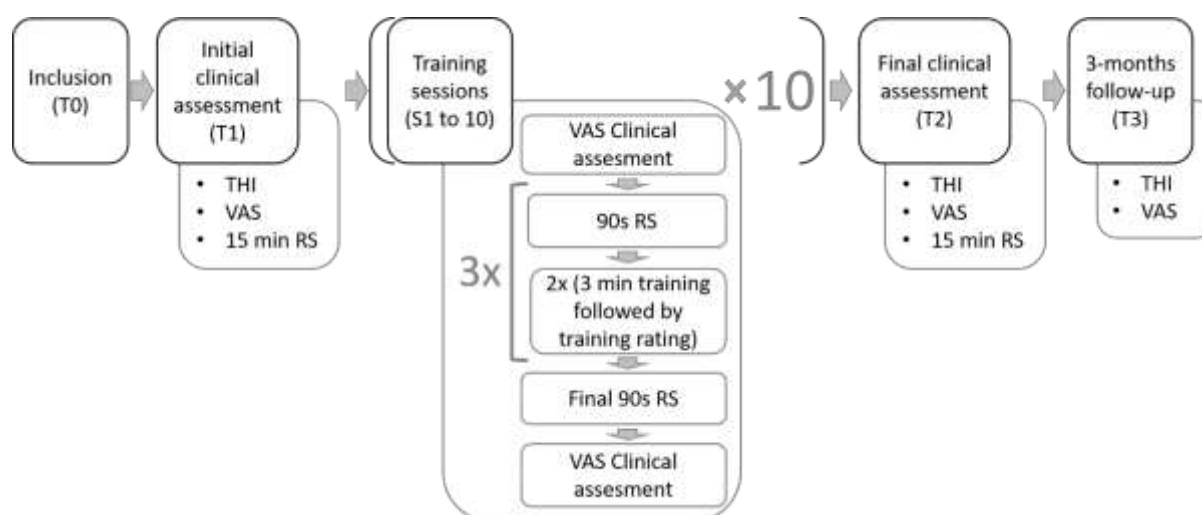 Inclusion
(T0)
Initial
clinical
assessment
(T1)
• THI
• VAS
• 15 min RS
Training
sessions
(S1 to 10)
×10
VAS Clinical
assesment
3x
90s RS
2x (3 min training
followed by
training rating)
Final 90s RS
VAS Clinical
assesment
Final clinical
assessment
(T2)
• THI
• VAS
• 15 min RS
3-months
follow-up
(T3)
• THI
• VAS